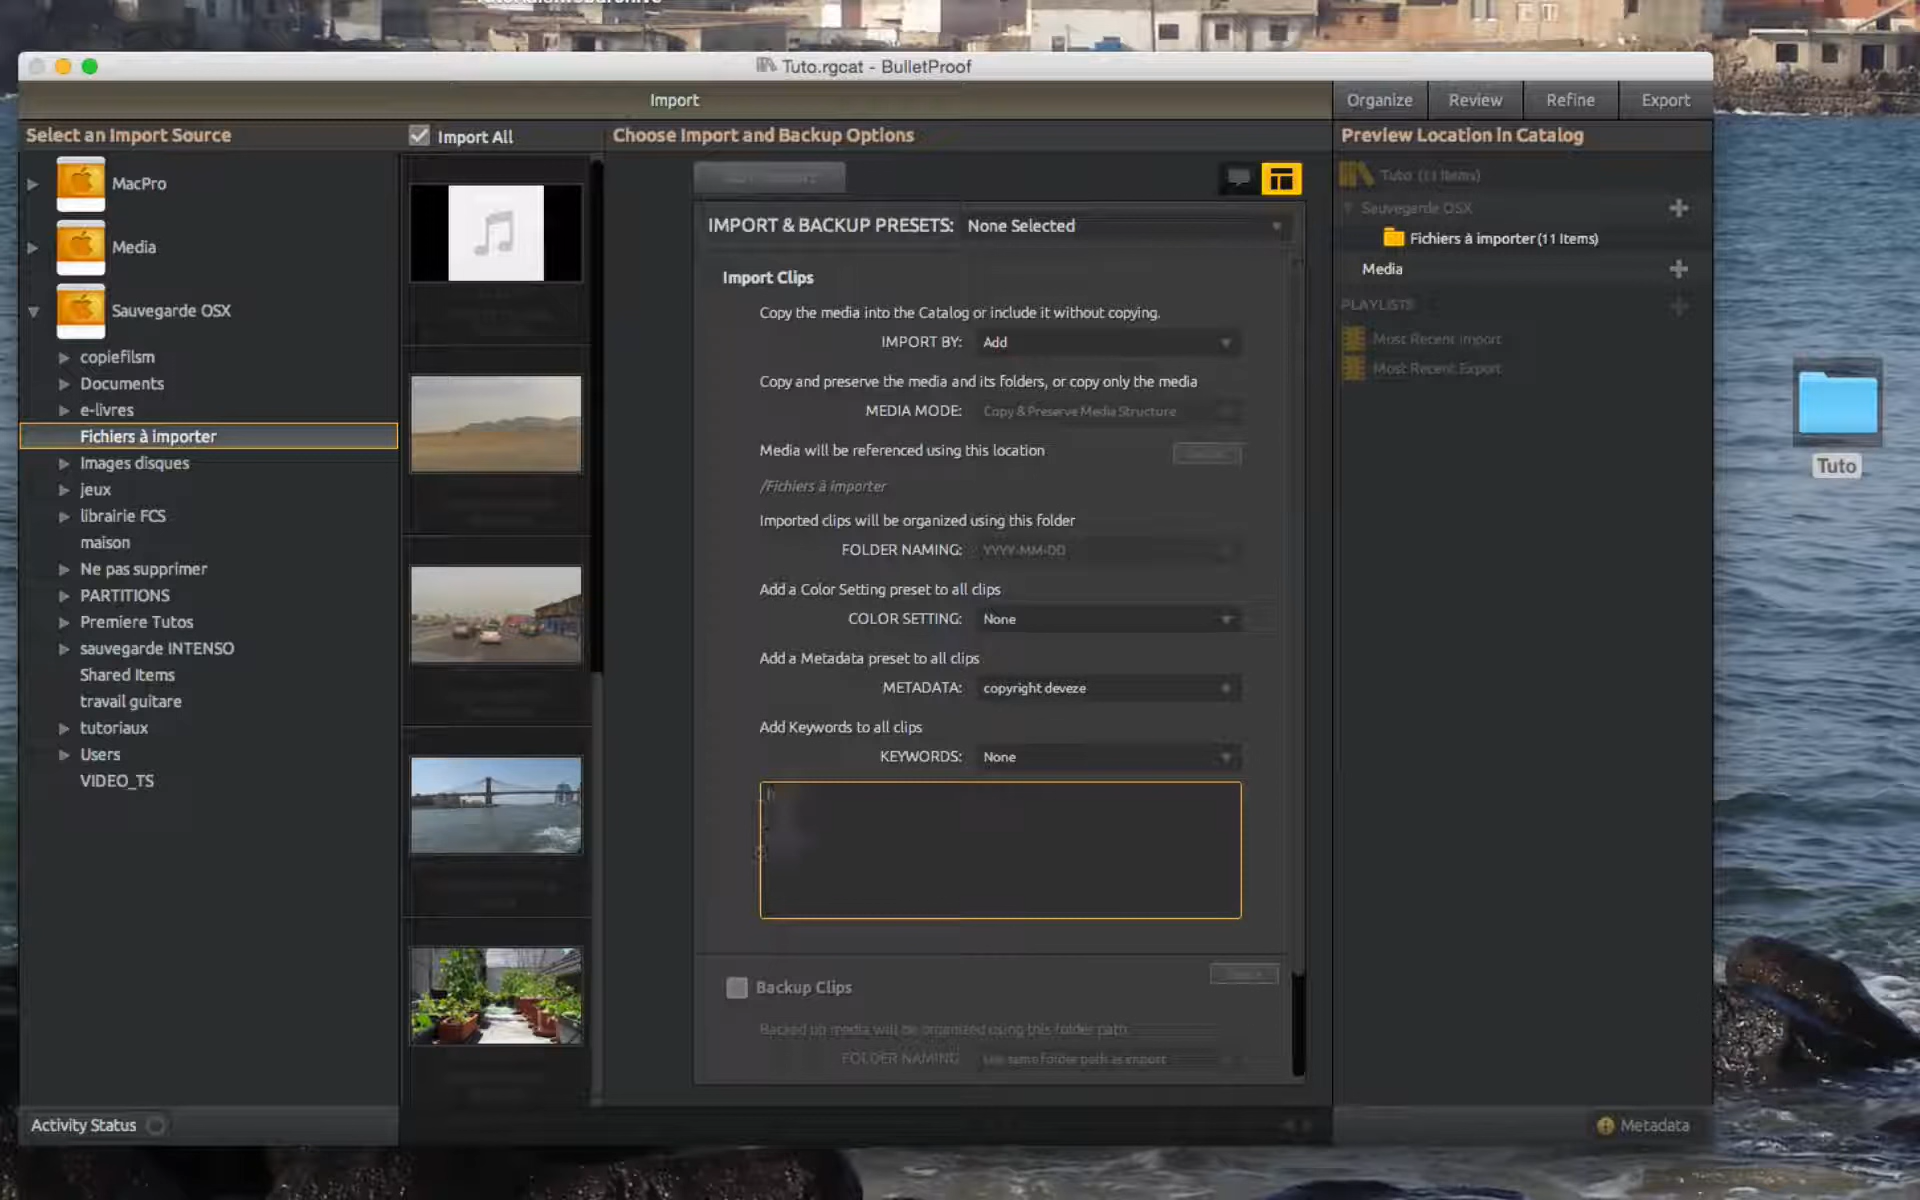 Tuto.rgcat - BulletProof
Import
Organize
Review
Refine
Export
Select an Import Source
Import All
Choose Import and Backup Options
Preview Location in Catalog
MacPro
Media
Sauvegarde OSX
copiefilsm
Documents
e-livres
Fichiers à importer
Images disques
jeux
librairie FCS
maison
Ne pas supprimer
PARTITIONS
Premiere Tutos
sauvegarde INTENSO
Shared Items
travail guitare
tutoriaux
Users
VIDEO_TS
Activity Status
IMPORT & BACKUP PRESETS: None Selected
Import Clips
Copy the media into the Catalog or include it without copying.
IMPORT BY: Add
Copy and preserve the media and its folders, or copy only the media
MEDIA MODE: Copy & Preserve Media Structure
Media will be referenced using this location
/Fichiers à importer
Imported clips will be organized using this folder
FOLDER NAMING: YYYY-MM-DD
Add a Color Setting preset to all clips
COLOR SETTING: None
Add a Metadata preset to all clips
METADATA: copyright deveze
Add Keywords to all clips
KEYWORDS: None
Backup Clips
Backed up media will be organized using this folder path
FOLDER NAMING: Use same folder path as import
Tuto (11 Items)
Sauvegarde OSX
Fichiers à importer (11 Items)
Media
PLAYLISTS
Most Recent Import
Most Recent Export
Metadata
Tuto